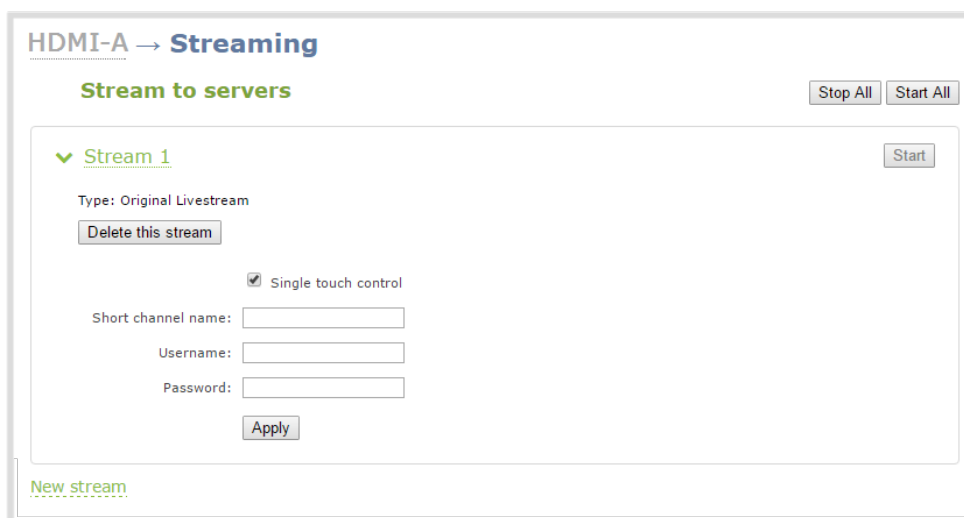 HDMI-A → Streaming
Stream to servers
Stop All
Start All
Stream 1
Start
Type: Original Livestream
Delete this stream
Single touch control
Short channel name:
Username:
Password:
Apply
New stream